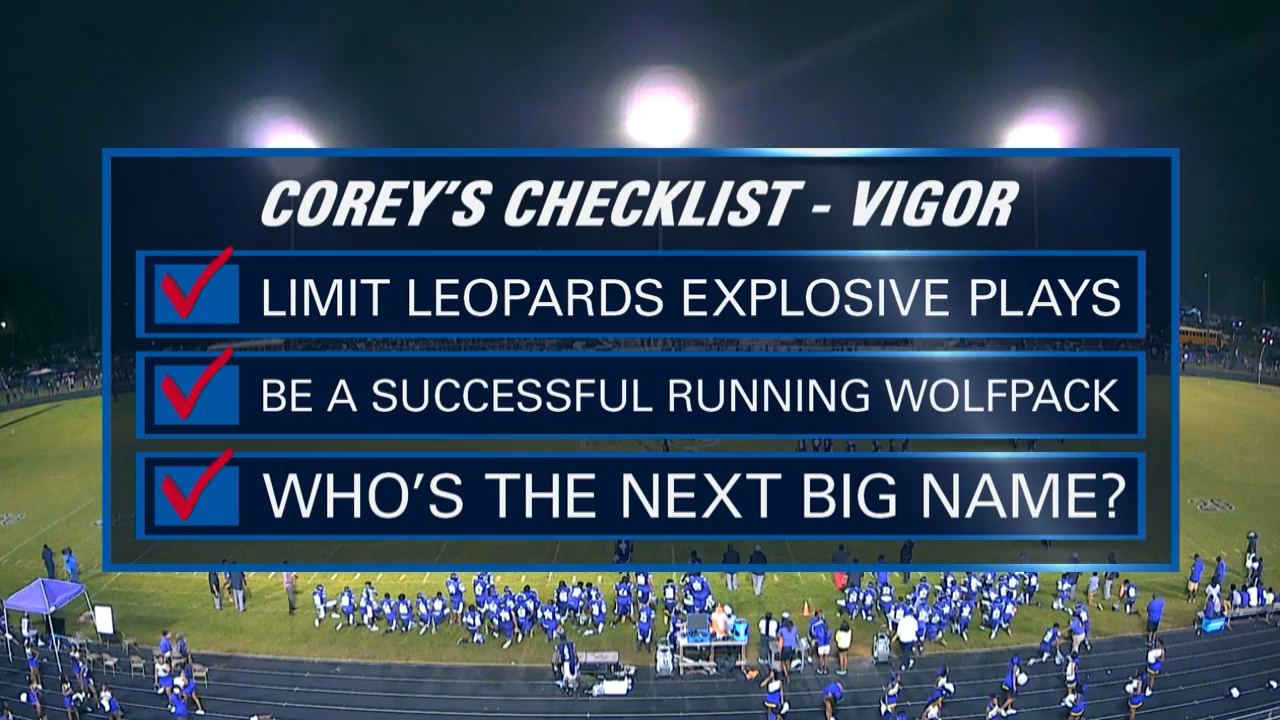 COREY'S CHECKLIST - VIGOR
LIMIT LEOPARDS EXPLOSIVE PLAYS
BE A SUCCESSFUL RUNNING WOLFPACK
WHO'S THE NEXT BIG NAME?